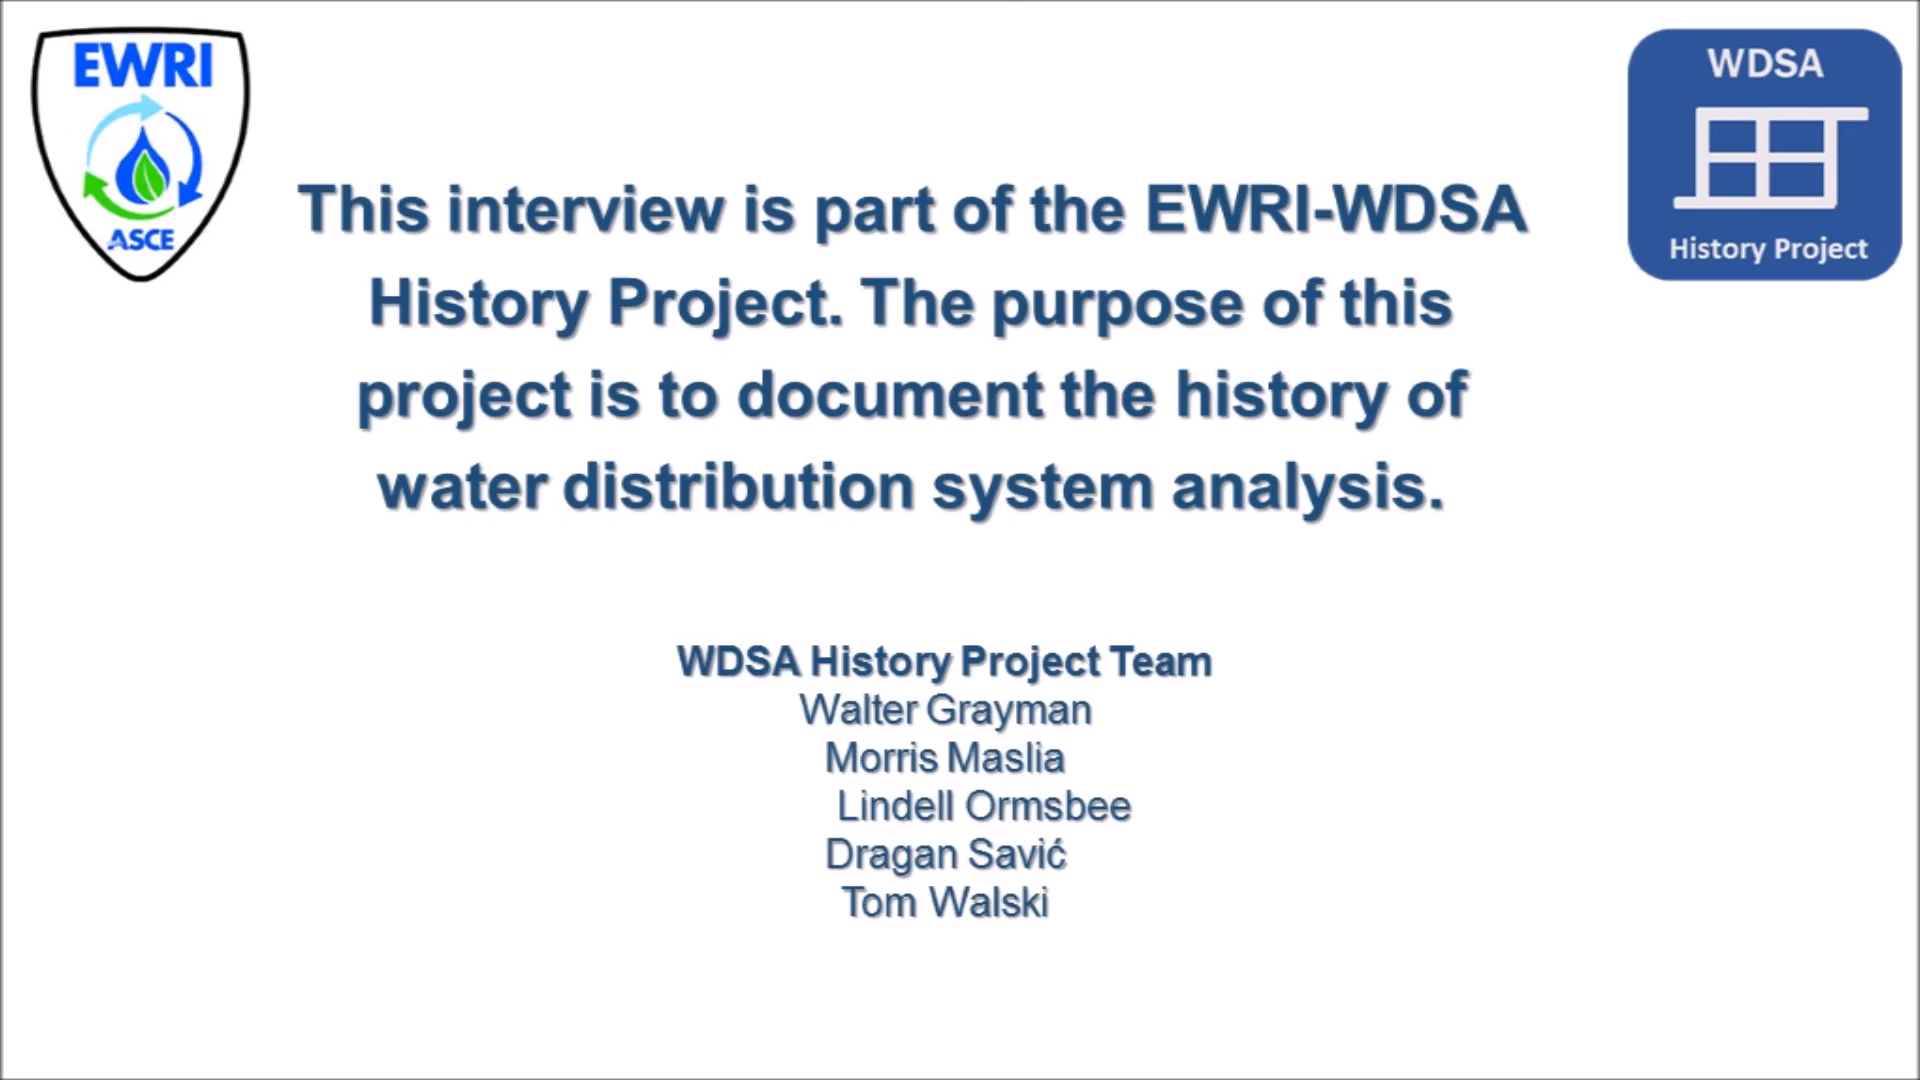 EWRI
ASCE
WDSA
History Project
This interview is part of the EWRI-WDSA
History Project. The purpose of this
project is to document the history of
water distribution system analysis.
WDSA History Project Team
Walter Grayman
Morris Maslia
Lindell Ormsbee
Dragan Savić
Tom Walski